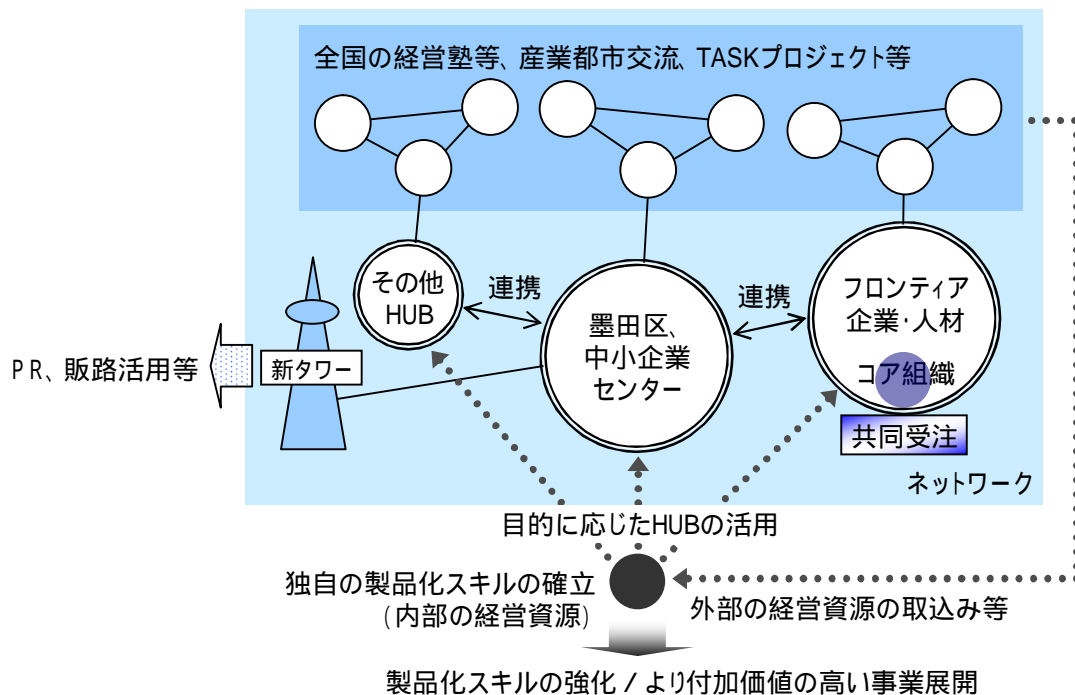 全国の経営塾等、産業都市交流、TASKプロジェクト等
その他
HUB
連携
墨田区、
中小企業
センター
連携
フロンティア
企業・人材
コア組織
共同受注
新タワー
PR、販路活用等
ネットワーク
目的に応じたHUBの活用
独自の製品化スキルの確立
(内部の経営資源)
外部の経営資源の取込み等
製品化スキルの強化/より付加価値の高い事業展開